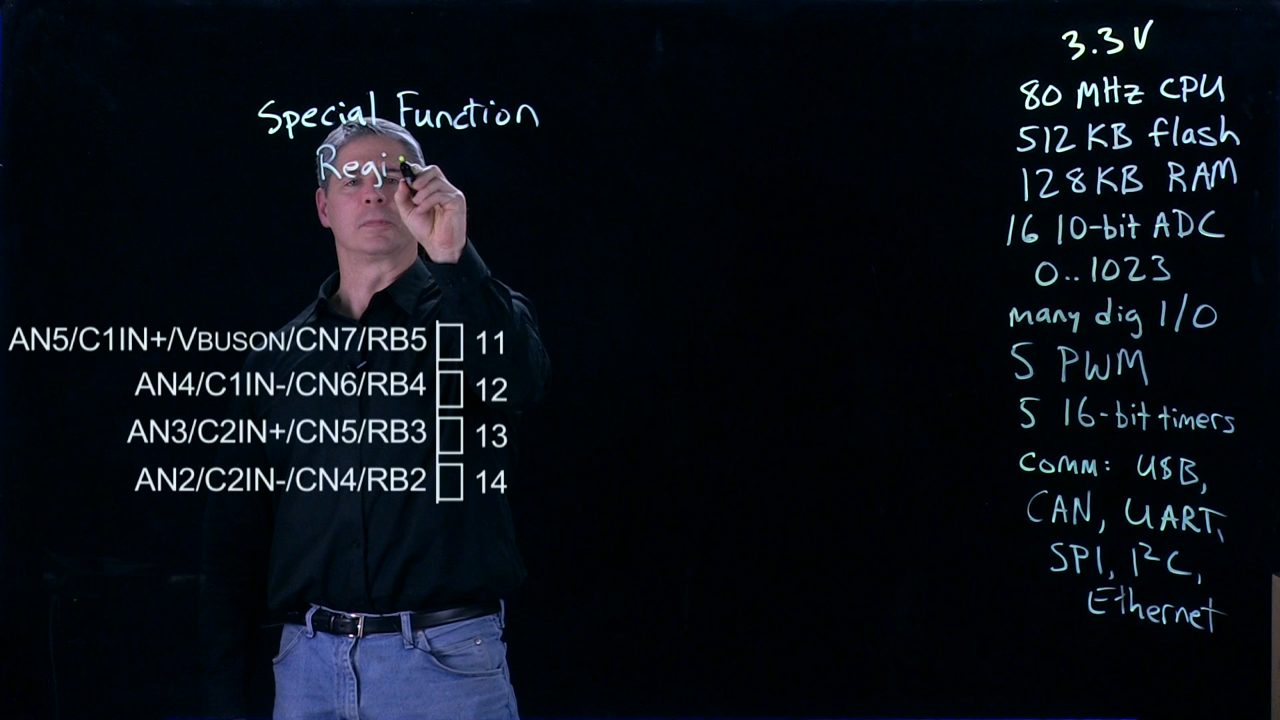 Special Function
Regi
AN5/C1IN+/VBUSON/CN7/RB5 11
AN4/C1IN-/CN6/RB4 12
AN3/C2IN+/CN5/RB3 13
AN2/C2IN-/CN4/RB2 14
3.3V
80 MHz CPU
512 KB flash
128KB RAM
16 10-bit ADC
0..1023
many dig I/O
5 PWM
5 16-bit timers
comm: USB,
CAN, UART,
SPI, I²C,
Ethernet